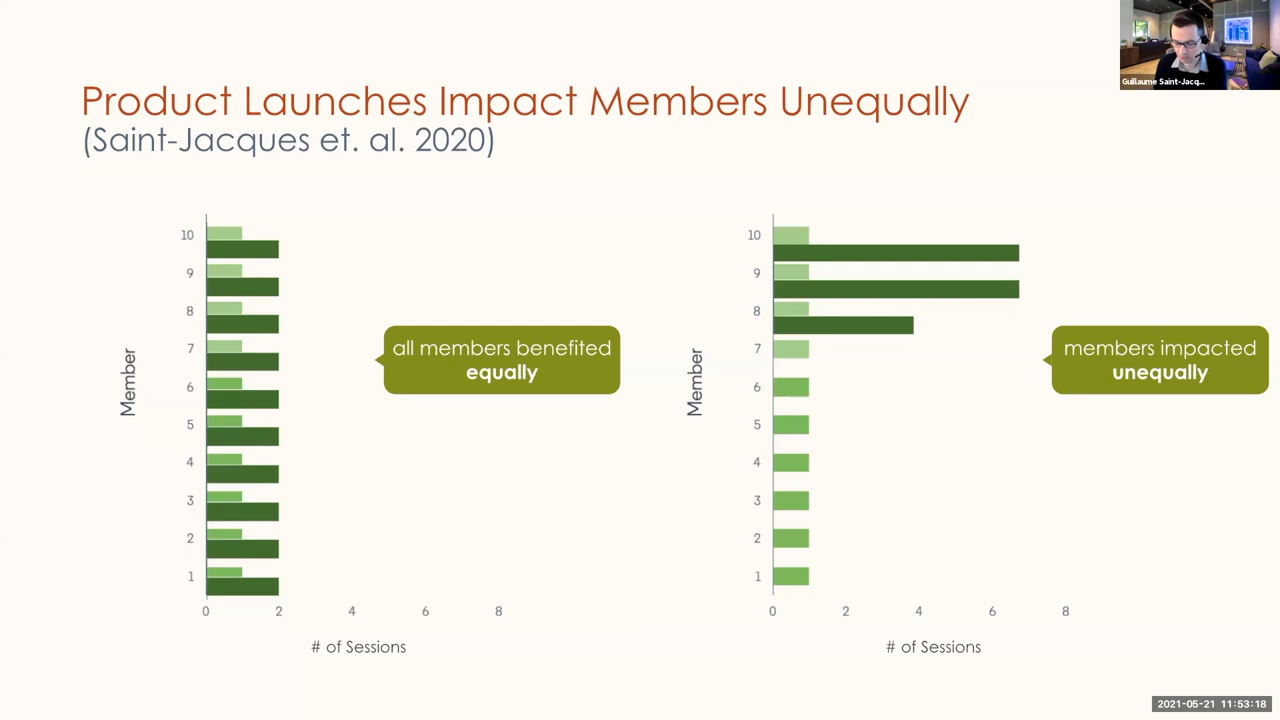 Guillaume Saint-Jacq...
Product Launches Impact Members Unequally
(Saint-Jacques et. al. 2020)
Member
10
9
8
7
6
5
4
3
2
1
0 2 4 6 8
# of Sessions
all members benefited
equally
Member
10
9
8
7
6
5
4
3
2
1
0 2 4 6 8
# of Sessions
members impacted
unequally
2021-05-21 11:53:18